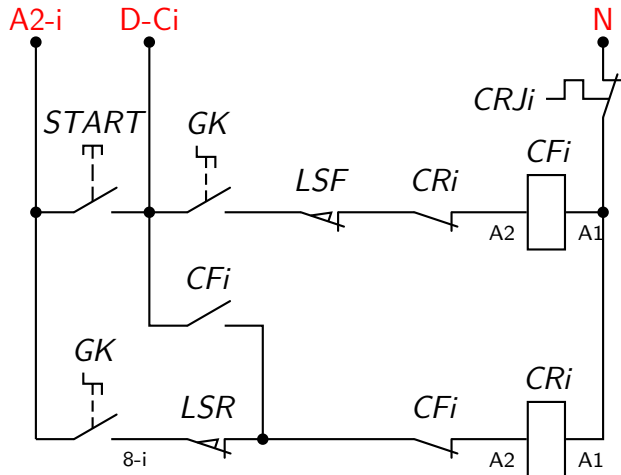 A2-i D-Ci N
CRJi
START GK CFi
LSF CRi
A2 A1
CFi
GK CRi
LSR CFi
8-i A2 A1